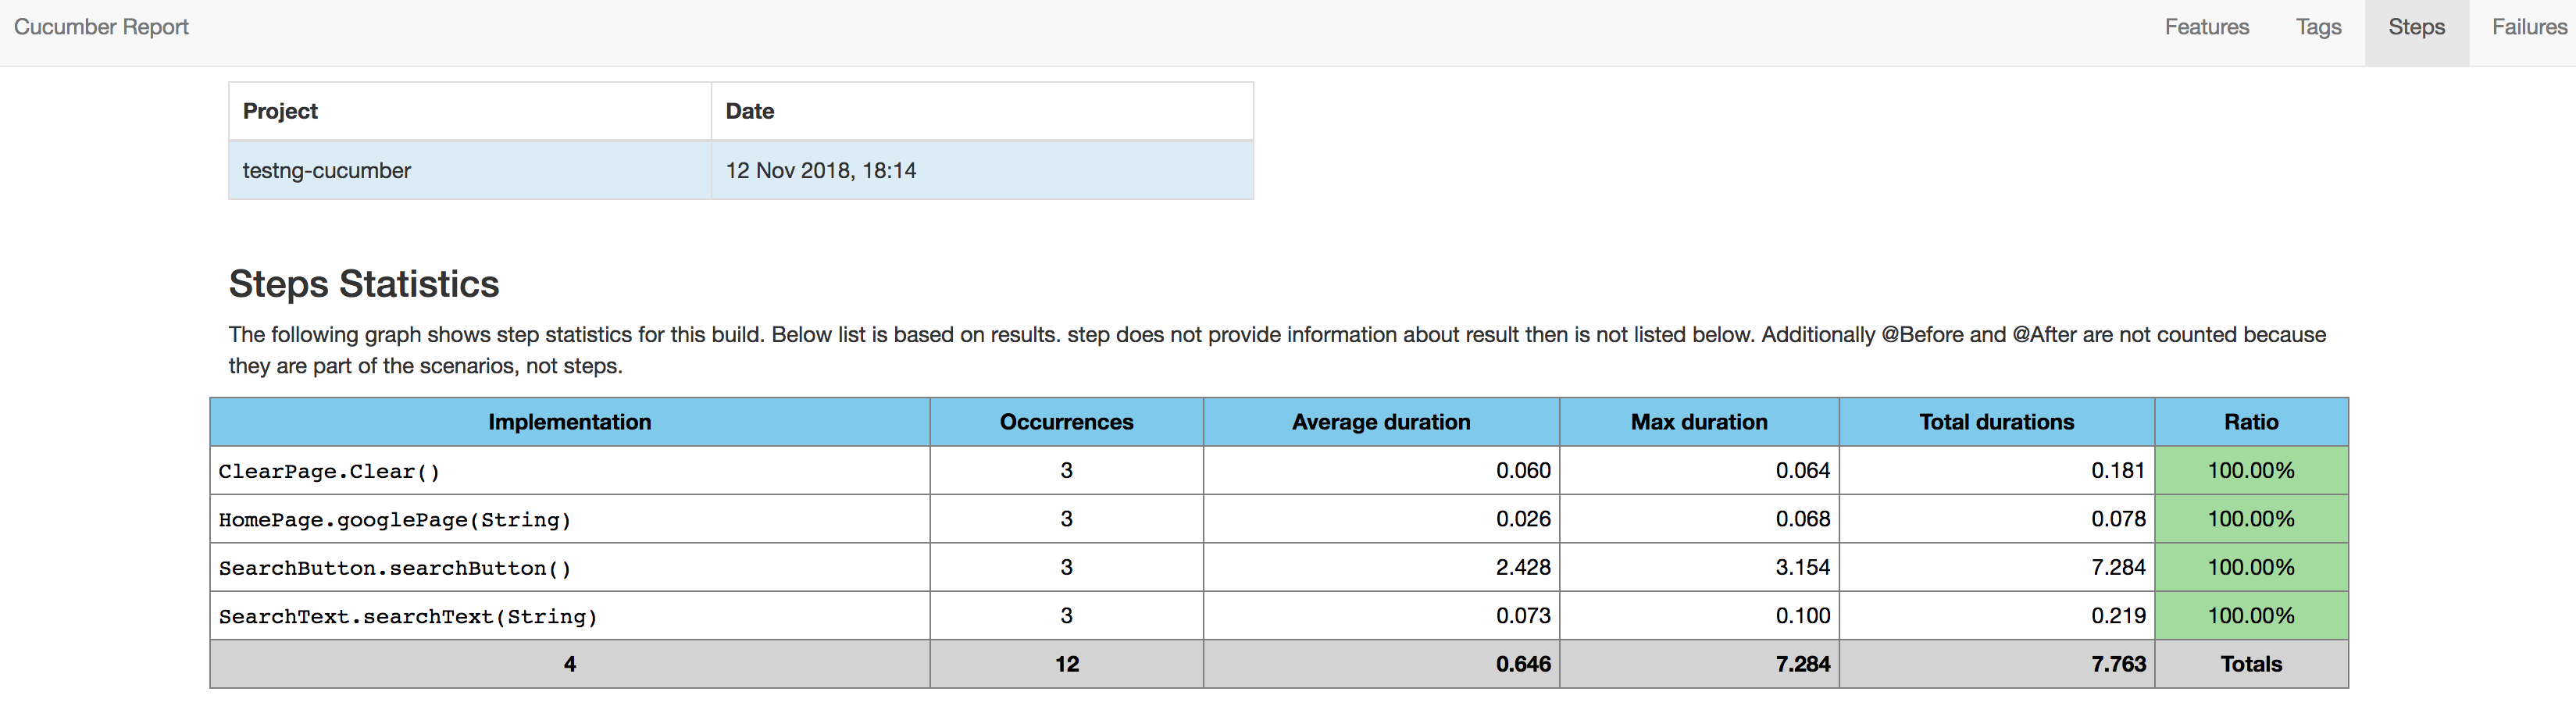 Cucumber Report Features Tags Steps Failures
Project Date
testng-cucumber 12 Nov 2018, 18:14
Steps Statistics
The following graph shows step statistics for this build. Below list is based on results. step does not provide information about result then is not listed below. Additionally @Before and @After are not counted because
they are part of the scenarios, not steps.
Implementation Occurrences Average duration Max duration Total durations Ratio
ClearPage.Clear() 3 0.060 0.064 0.181 100.00%
HomePage.googlePage(String) 3 0.026 0.068 0.078 100.00%
SearchButton.searchButton() 3 2.428 3.154 7.284 100.00%
SearchText.searchText(String) 3 0.073 0.100 0.219 100.00%
4 12 0.646 7.284 7.763 Totals